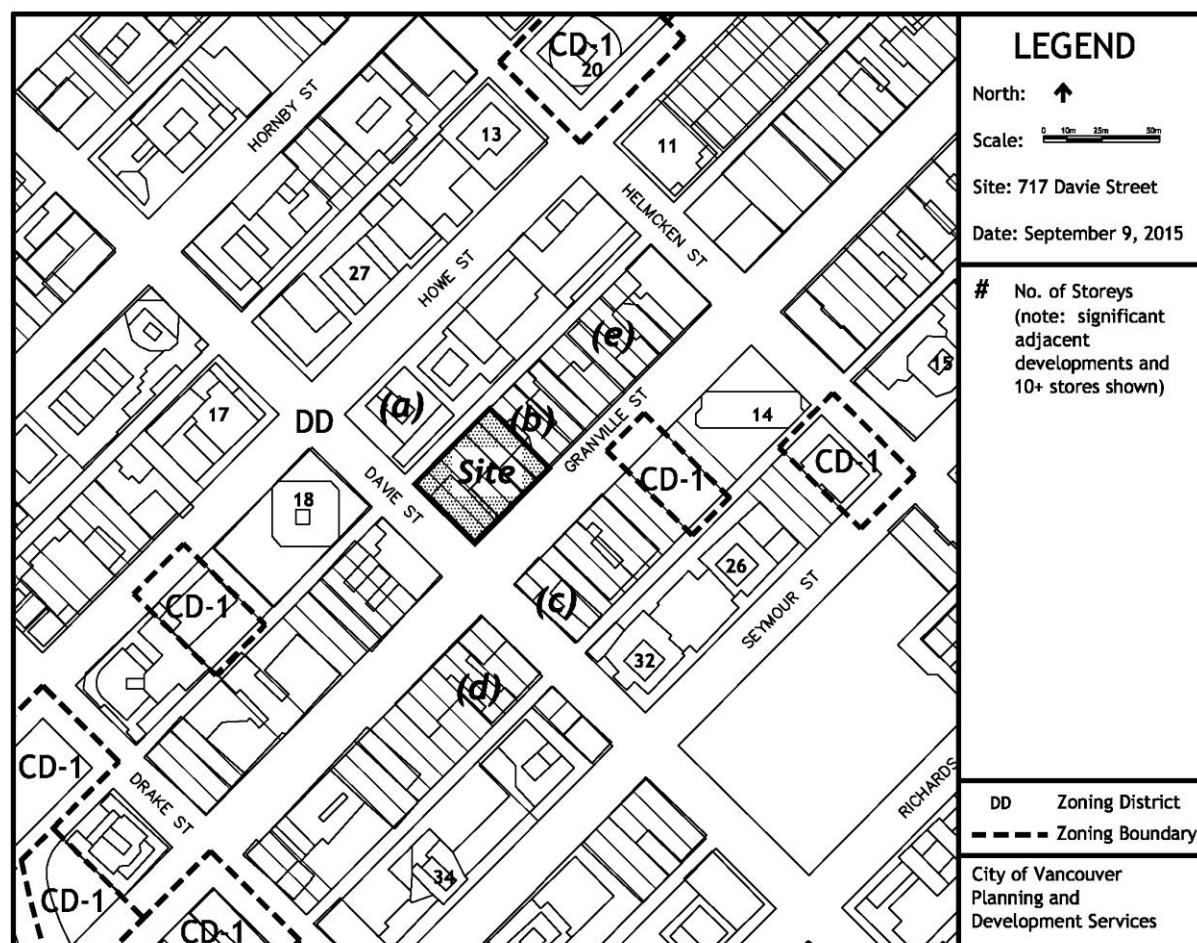 CD-1
20
HORNBY ST
13
11
HELMCKEN ST
27
HOWE ST
(e)
15
17
DD
(a)
(b)
14
GRANVILLE ST
CD-1
CD-1
Site
DAVIE ST
18
26
(c)
SEYMOUR ST
CD-1
32
(d)
CD-1
DRAKE ST
RICHARDS
34
CD-1
CD-1
LEGEND
North:
Scale: 0 10m 25m 50m
Site: 717 Davie Street
Date: September 9, 2015
# No. of Storeys
(note: significant
adjacent
developments and
10+ stores shown)
DD Zoning District
Zoning Boundary
City of Vancouver
Planning and
Development Services